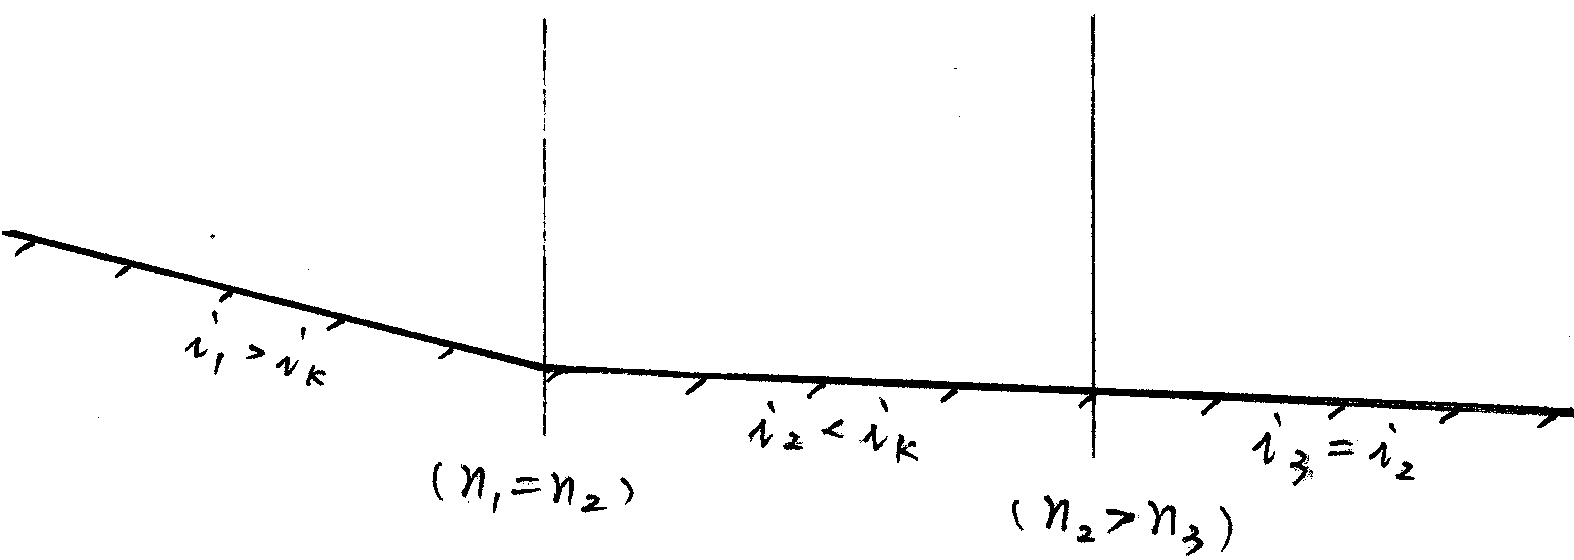 i₁ > iₖ
i₂ < iₖ
i₃ = i₂
(n₁ = n₂)
(n₂ > n₃)